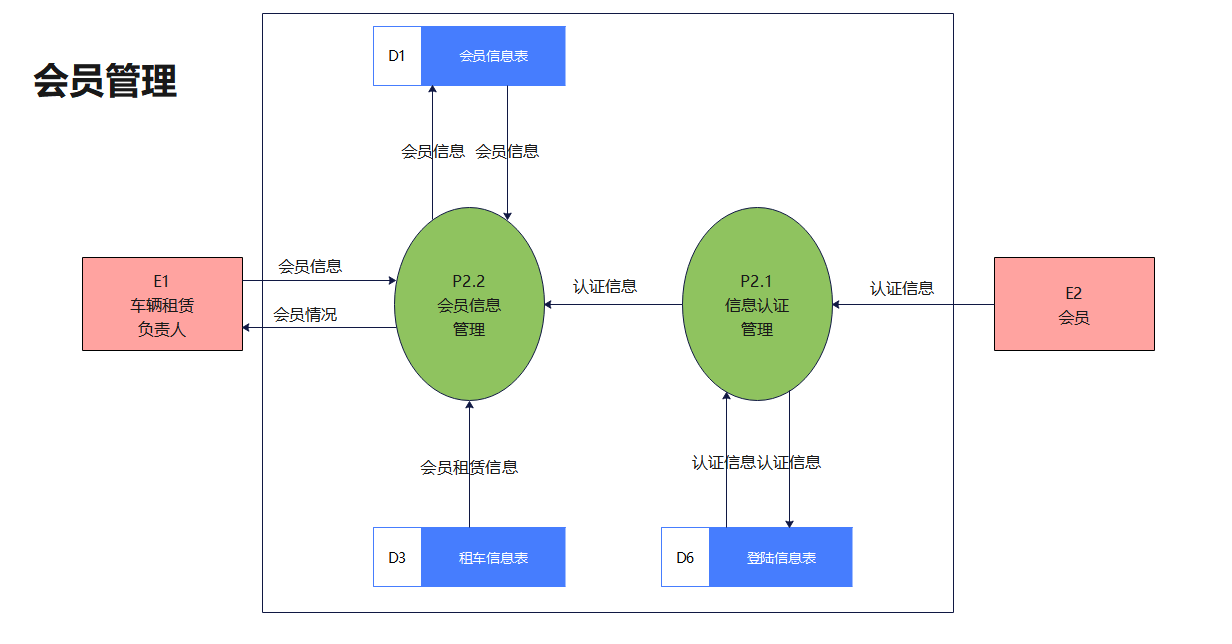 会员管理
D1
会员信息表
会员信息
会员信息
E1
车辆租赁
负责人
会员信息
会员情况
P2.2
会员信息
管理
认证信息
P2.1
信息认证
管理
认证信息
E2
会员
会员租赁信息
认证信息
认证信息
D3
租车信息表
D6
登陆信息表